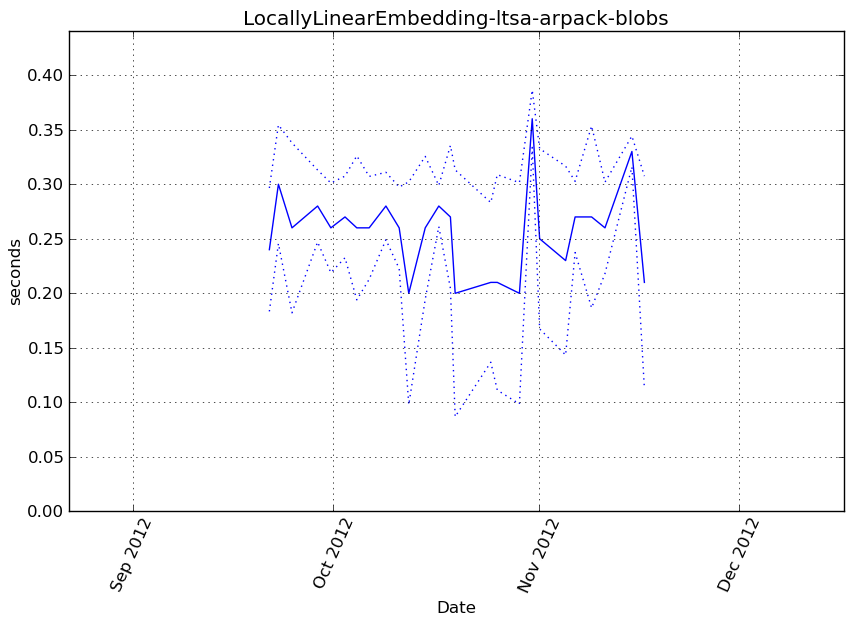 LocallyLinearEmbedding-ltsa-arpack-blobs
0.40
0.35
0.30
0.25
0.20
0.15
0.10
0.05
0.00
seconds
Sep 2012
Oct 2012
Nov 2012
Dec 2012
Date